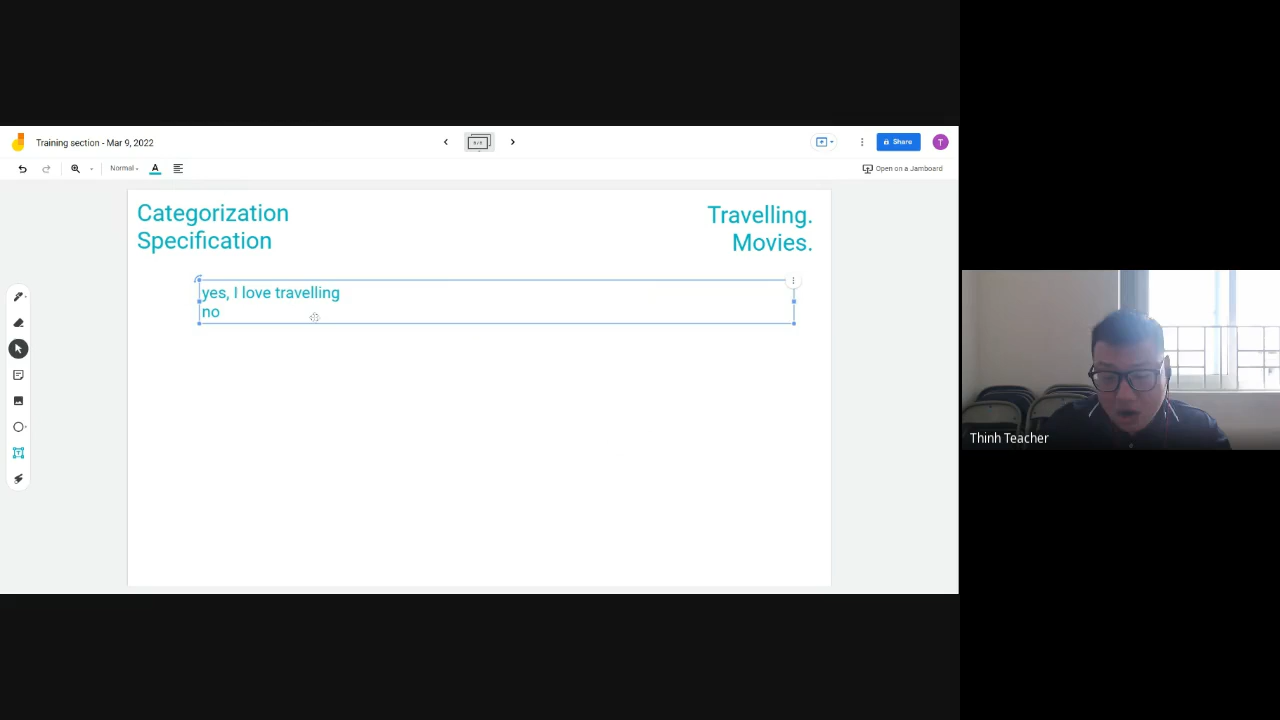 Training section - Mar 9, 2022
Share
T
Normal
A
Open on a Jamboard
Categorization
Specification
Travelling.
Movies.
yes, I love travelling
no
Thinh Teacher